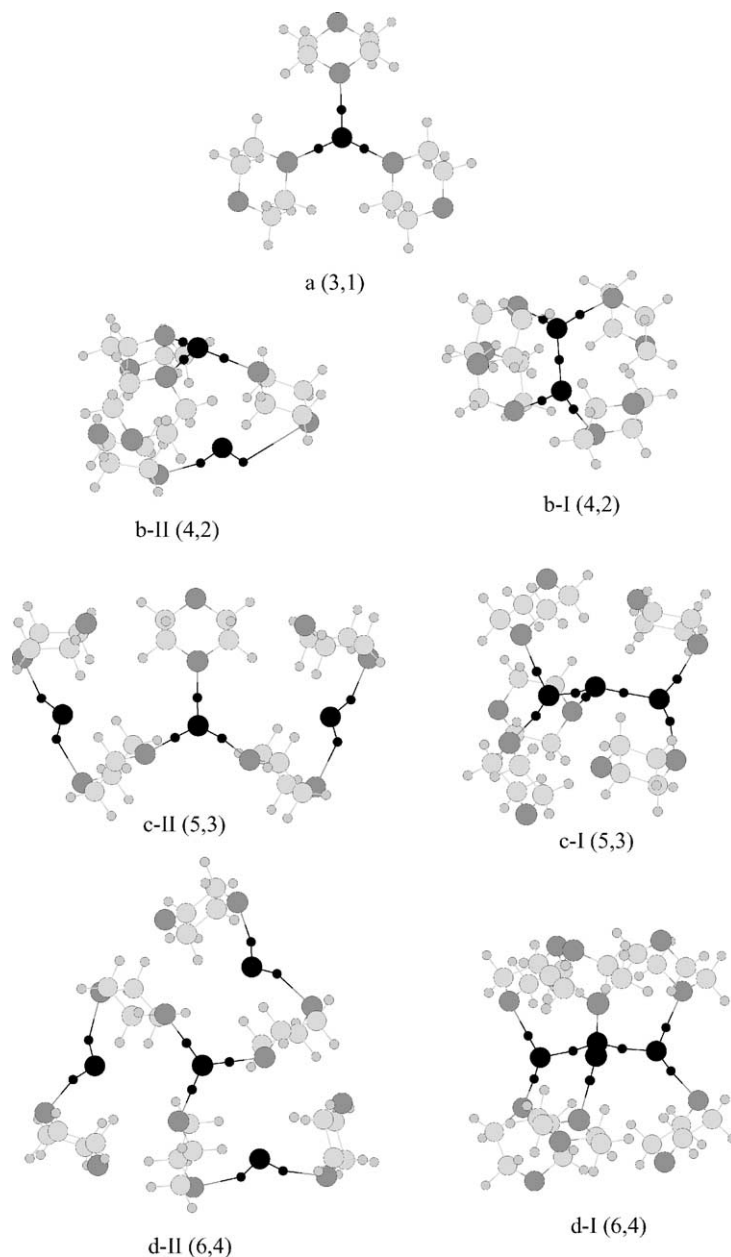 a (3,1)
b-II (4,2)
b-I (4,2)
c-II (5,3)
c-I (5,3)
d-II (6,4)
d-I (6,4)